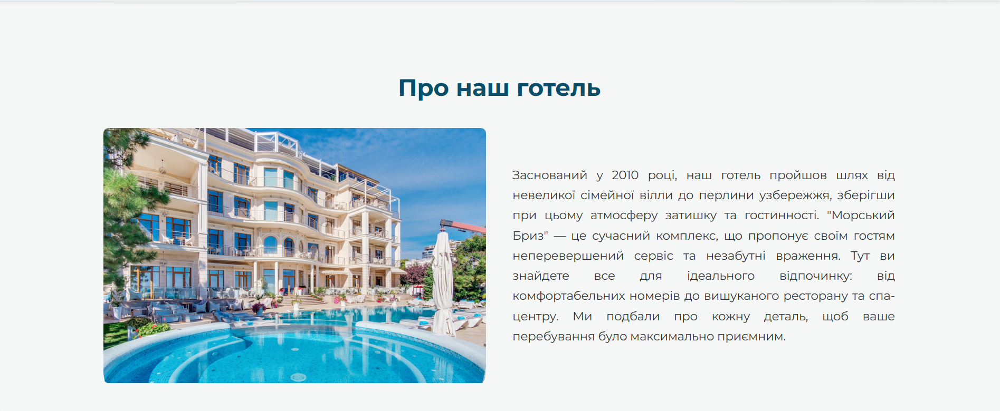 Про наш готель
Заснований у 2010 році, наш готель пройшов шлях від
невеликої сімейної вілли до перлини узбережжя, зберігши
при цьому атмосферу затишку та гостинності. "Морський
Бриз" — це сучасний комплекс, що пропонує своїм гостям
неперевершений сервіс та незабутні враження. Тут ви
знайдете все для ідеального відпочинку: від
комфортабельних номерів до вишуканого ресторану та спа-
центру. Ми подбали про кожну деталь, щоб ваше
перебування було максимально приємним.